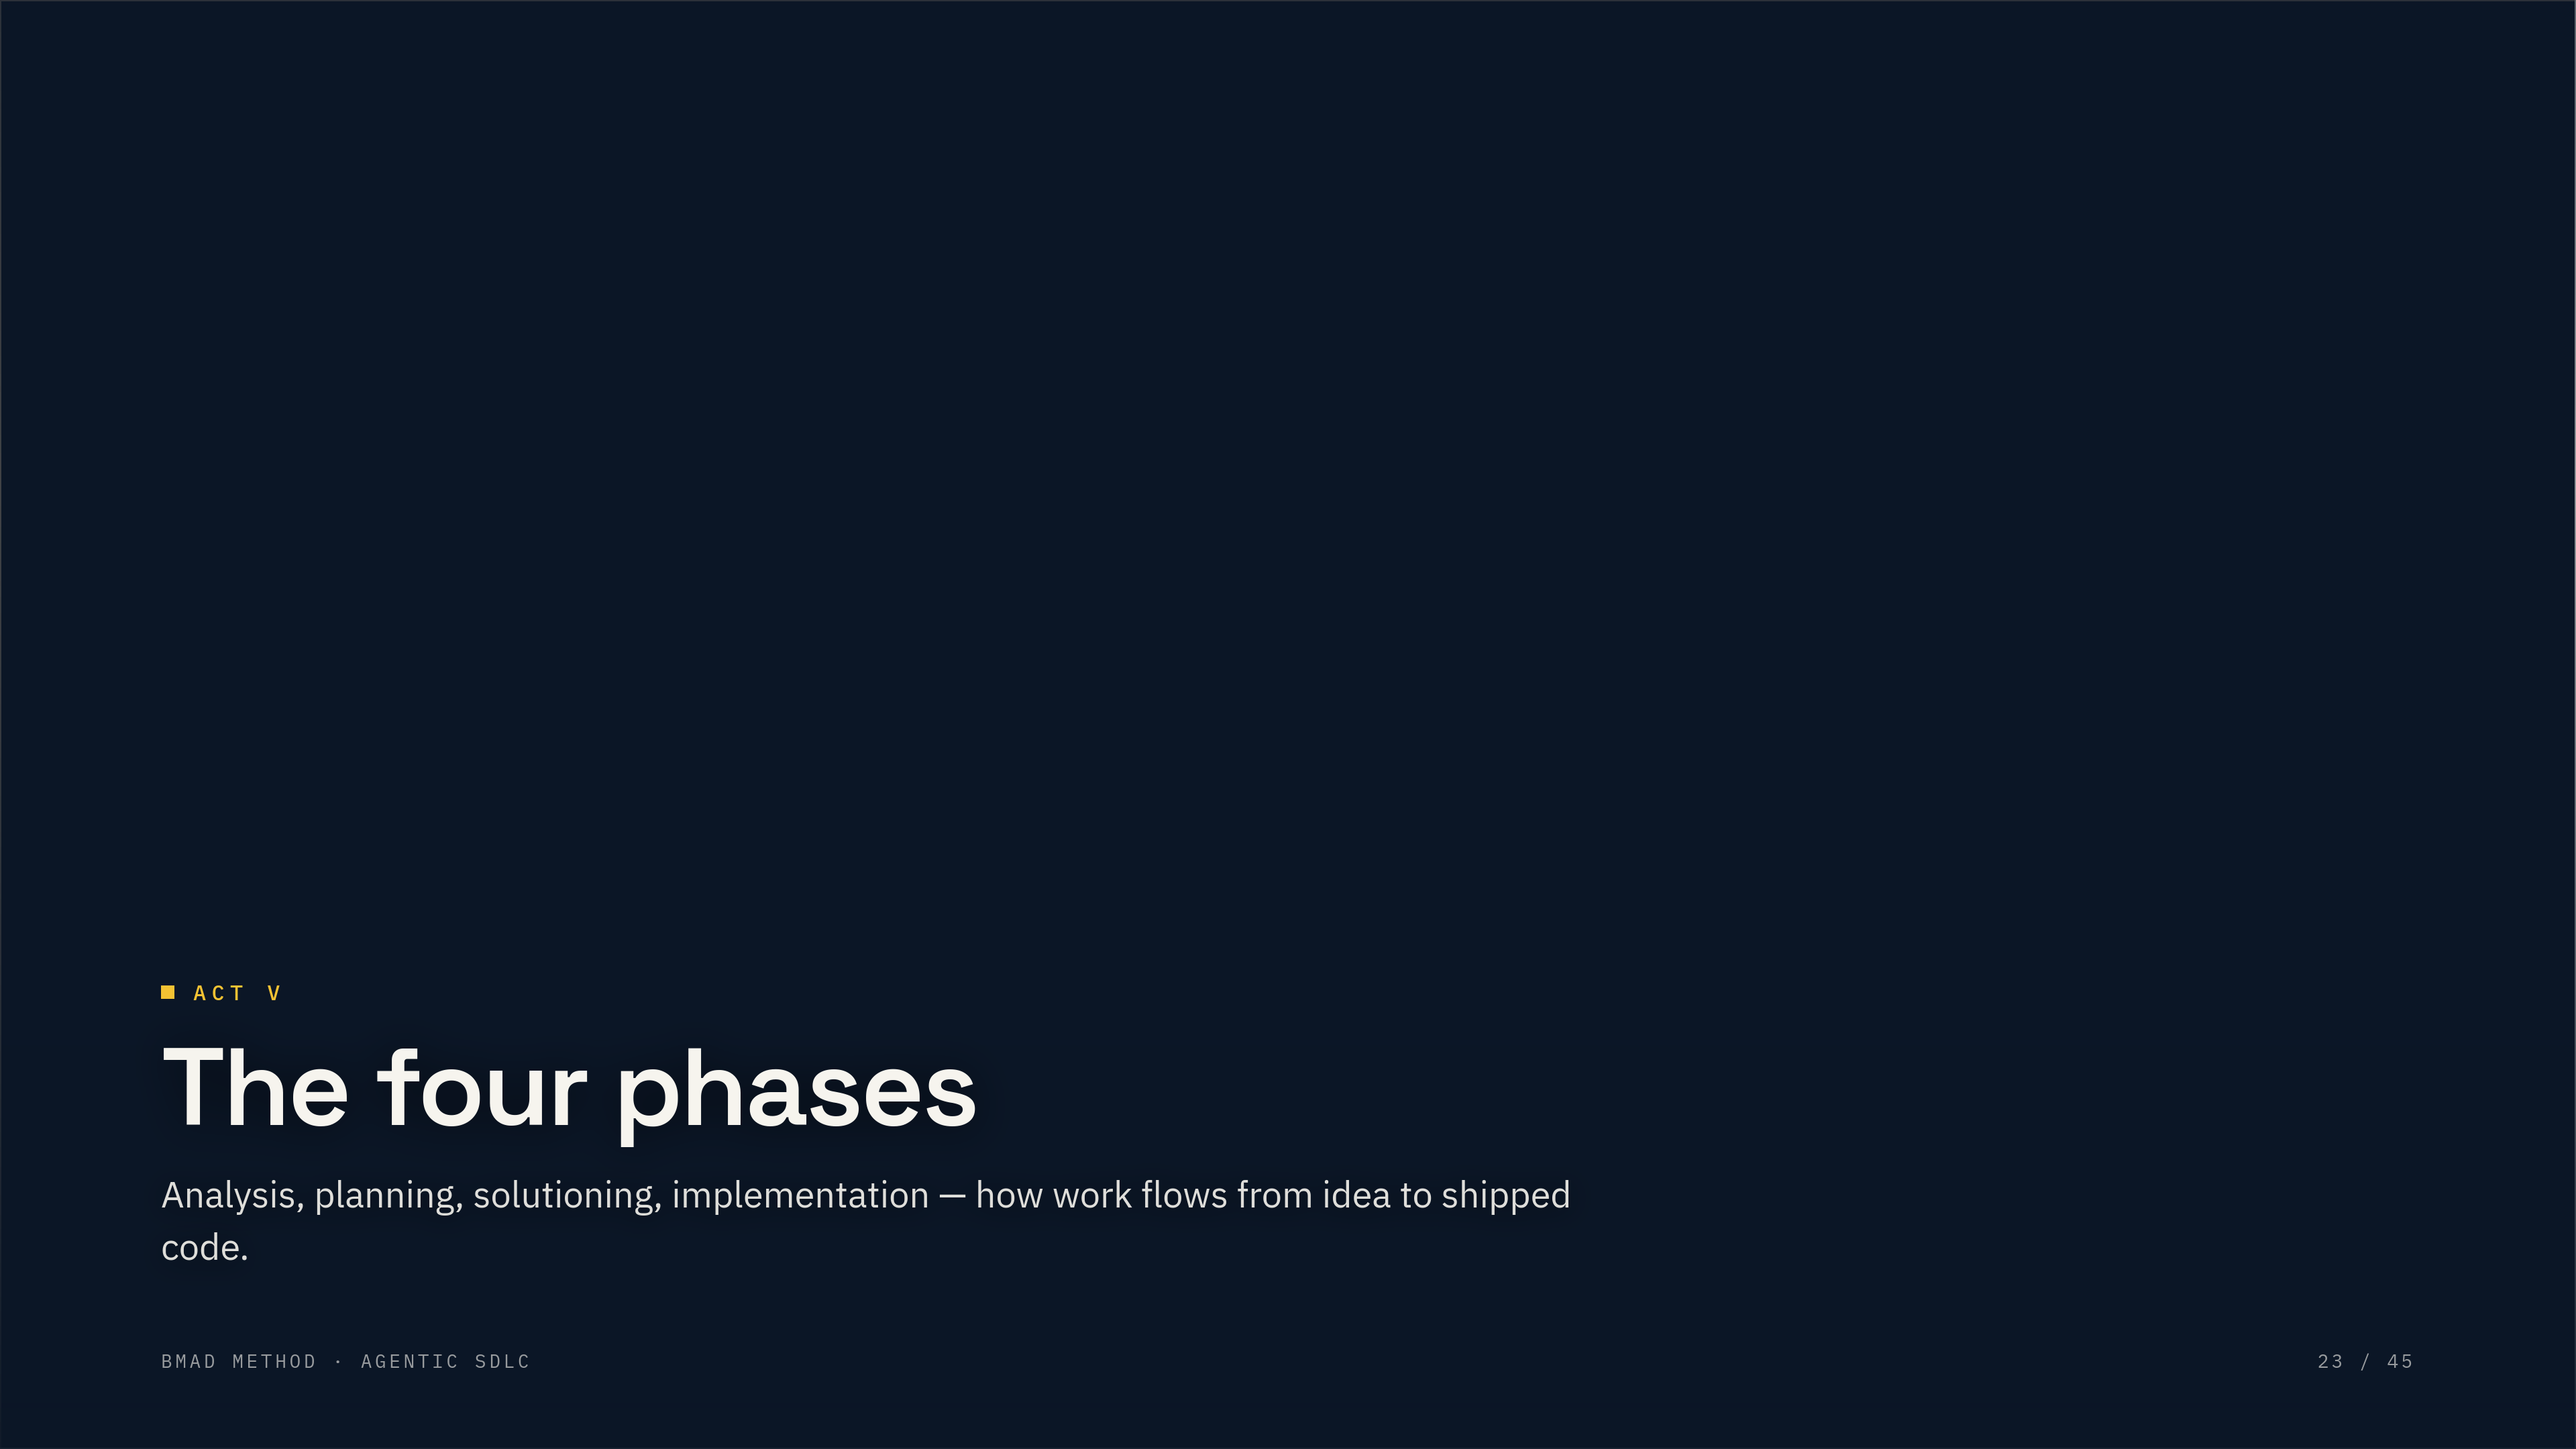 ACT V
The four phases
Analysis, planning, solutioning, implementation — how work flows from idea to shipped
code.
BMAD METHOD · AGENTIC SDLC
23 / 45